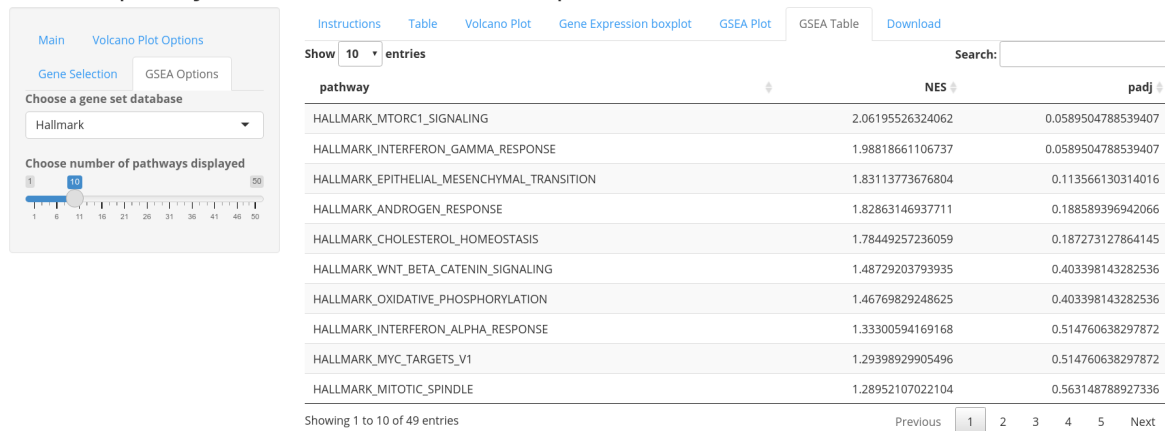 Main Volcano Plot Options
Gene Selection GSEA Options
Choose a gene set database
Hallmark
Choose number of pathways displayed
1 10 50
1 6 11 16 21 26 31 36 41 46 50
Instructions Table Volcano Plot Gene Expression boxplot GSEA Plot GSEA Table Download
Show 10 entries Search:
pathway NES padj
HALLMARK_MTORC1_SIGNALING 2.06195526324062 0.0589504788539407
HALLMARK_INTERFERON_GAMMA_RESPONSE 1.98818661106737 0.0589504788539407
HALLMARK_EPITHELIAL_MESENCHYMAL_TRANSITION 1.83113773676804 0.113566130314016
HALLMARK_ANDROGEN_RESPONSE 1.82863146937711 0.188589396942066
HALLMARK_CHOLESTEROL_HOMEOSTASIS 1.78449257236059 0.187273127864145
HALLMARK_WNT_BETA_CATENIN_SIGNALING 1.48729203793935 0.403398143282536
HALLMARK_OXIDATIVE_PHOSPHORYLATION 1.46769829248625 0.403398143282536
HALLMARK_INTERFERON_ALPHA_RESPONSE 1.33300594169168 0.514760638297872
HALLMARK_MYC_TARGETS_V1 1.29398929905496 0.514760638297872
HALLMARK_MITOTIC_SPINDLE 1.28952107022104 0.563148788927336
Showing 1 to 10 of 49 entries Previous 1 2 3 4 5 Next